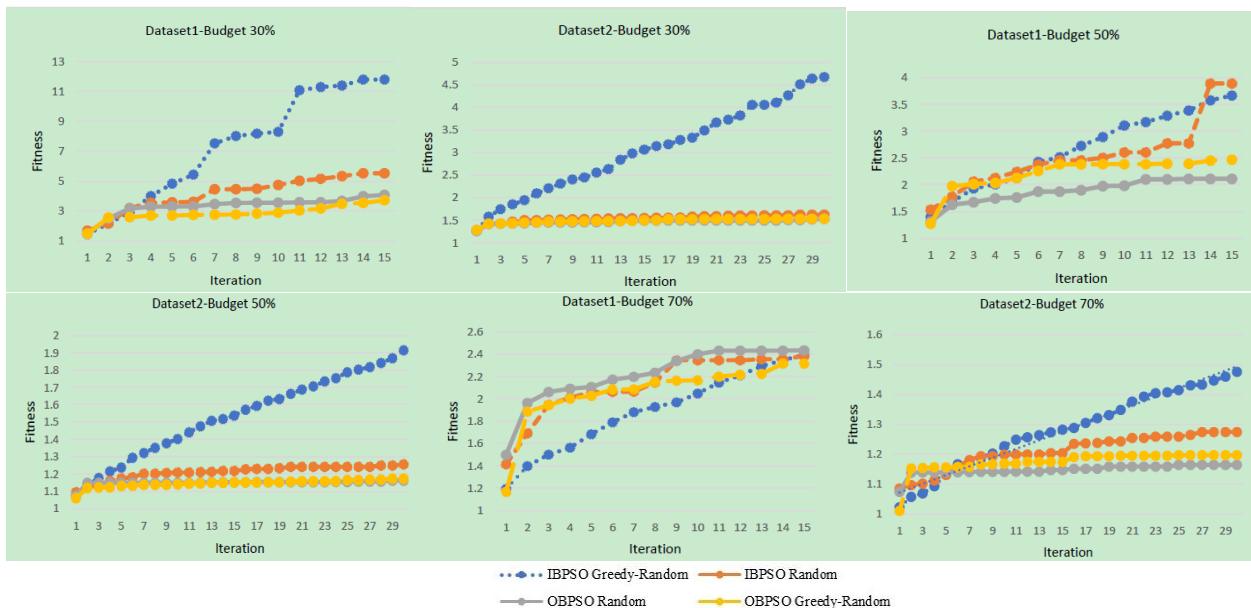 Dataset1-Budget 30%
Fitness
13
11
9
7
5
3
1
1 2 3 4 5 6 7 8 9 10 11 12 13 14 15
Iteration
Dataset2-Budget 30%
Fitness
5
4.5
4
3.5
3
2.5
2
1.5
1
1 3 5 7 9 11 13 15 17 19 21 23 25 27 29
Iteration
Dataset1-Budget 50%
Fitness
4
3.5
3
2.5
2
1.5
1
1 2 3 4 5 6 7 8 9 10 11 12 13 14 15
Iteration
Dataset2-Budget 50%
Fitness
2
1.9
1.8
1.7
1.6
1.5
1.4
1.3
1.2
1.1
1
1 3 5 7 9 11 13 15 17 19 21 23 25 27 29
Iteration
Dataset1-Budget 70%
Fitness
2.6
2.4
2.2
2
1.8
1.6
1.4
1.2
1
1 2 3 4 5 6 7 8 9 10 11 12 13 14 15
Iteration
Dataset2-Budget 70%
Fitness
1.6
1.5
1.4
1.3
1.2
1.1
1
1 3 5 7 9 11 13 15 17 19 21 23 25 27 29
Iteration
IBPSO Greedy-Random
IBPSO Random
OBPSO Random
OBPSO Greedy-Random